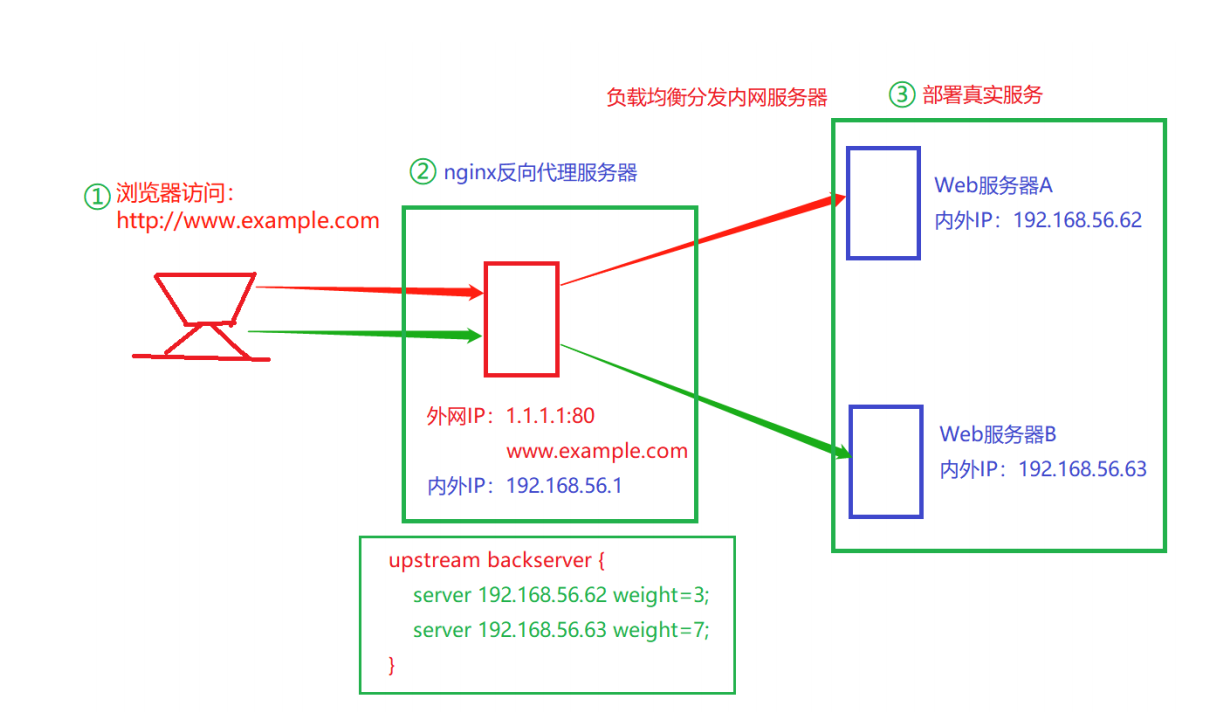 ① 浏览器访问：
http://www.example.com
② nginx反向代理服务器
外网IP：1.1.1.1:80
www.example.com
内外IP：192.168.56.1
upstream backserver {
server 192.168.56.62 weight=3;
server 192.168.56.63 weight=7;
}
负载均衡分发内网服务器
③ 部署真实服务
Web服务器A
内外IP：192.168.56.62
Web服务器B
内外IP：192.168.56.63